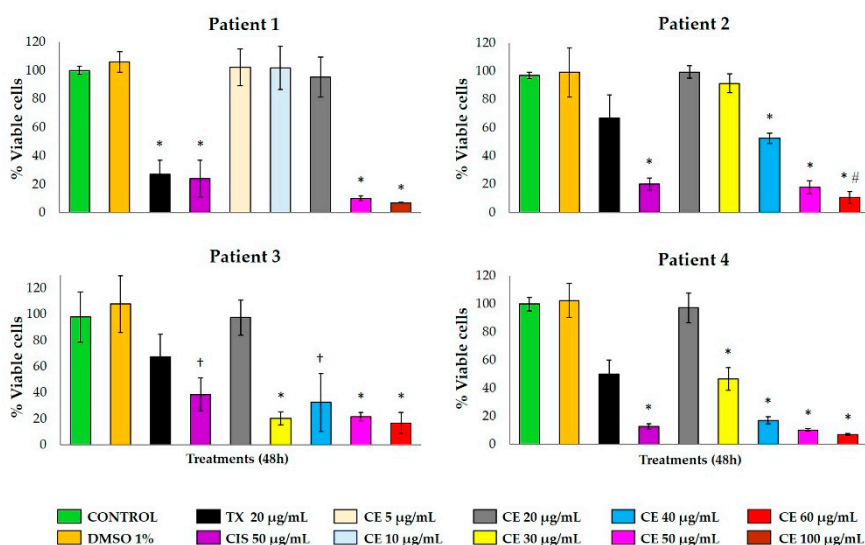 Patient 1
% Viable cells
120
100
80
60
40
20
0
* * * *
Patient 2
% Viable cells
120
100
80
60
40
20
0
* * * * #
Patient 3
% Viable cells
120
100
80
60
40
20
0
† * † * *
Treatments (48h)
Patient 4
% Viable cells
120
100
80
60
40
20
0
* * * * *
Treatments (48h)
CONTROL TX 20 µg/mL CE 5 µg/mL CE 20 µg/mL CE 40 µg/mL CE 60 µg/mL
DMSO 1% CIS 50 µg/mL CE 10 µg/mL CE 30 µg/mL CE 50 µg/mL CE 100 µg/mL